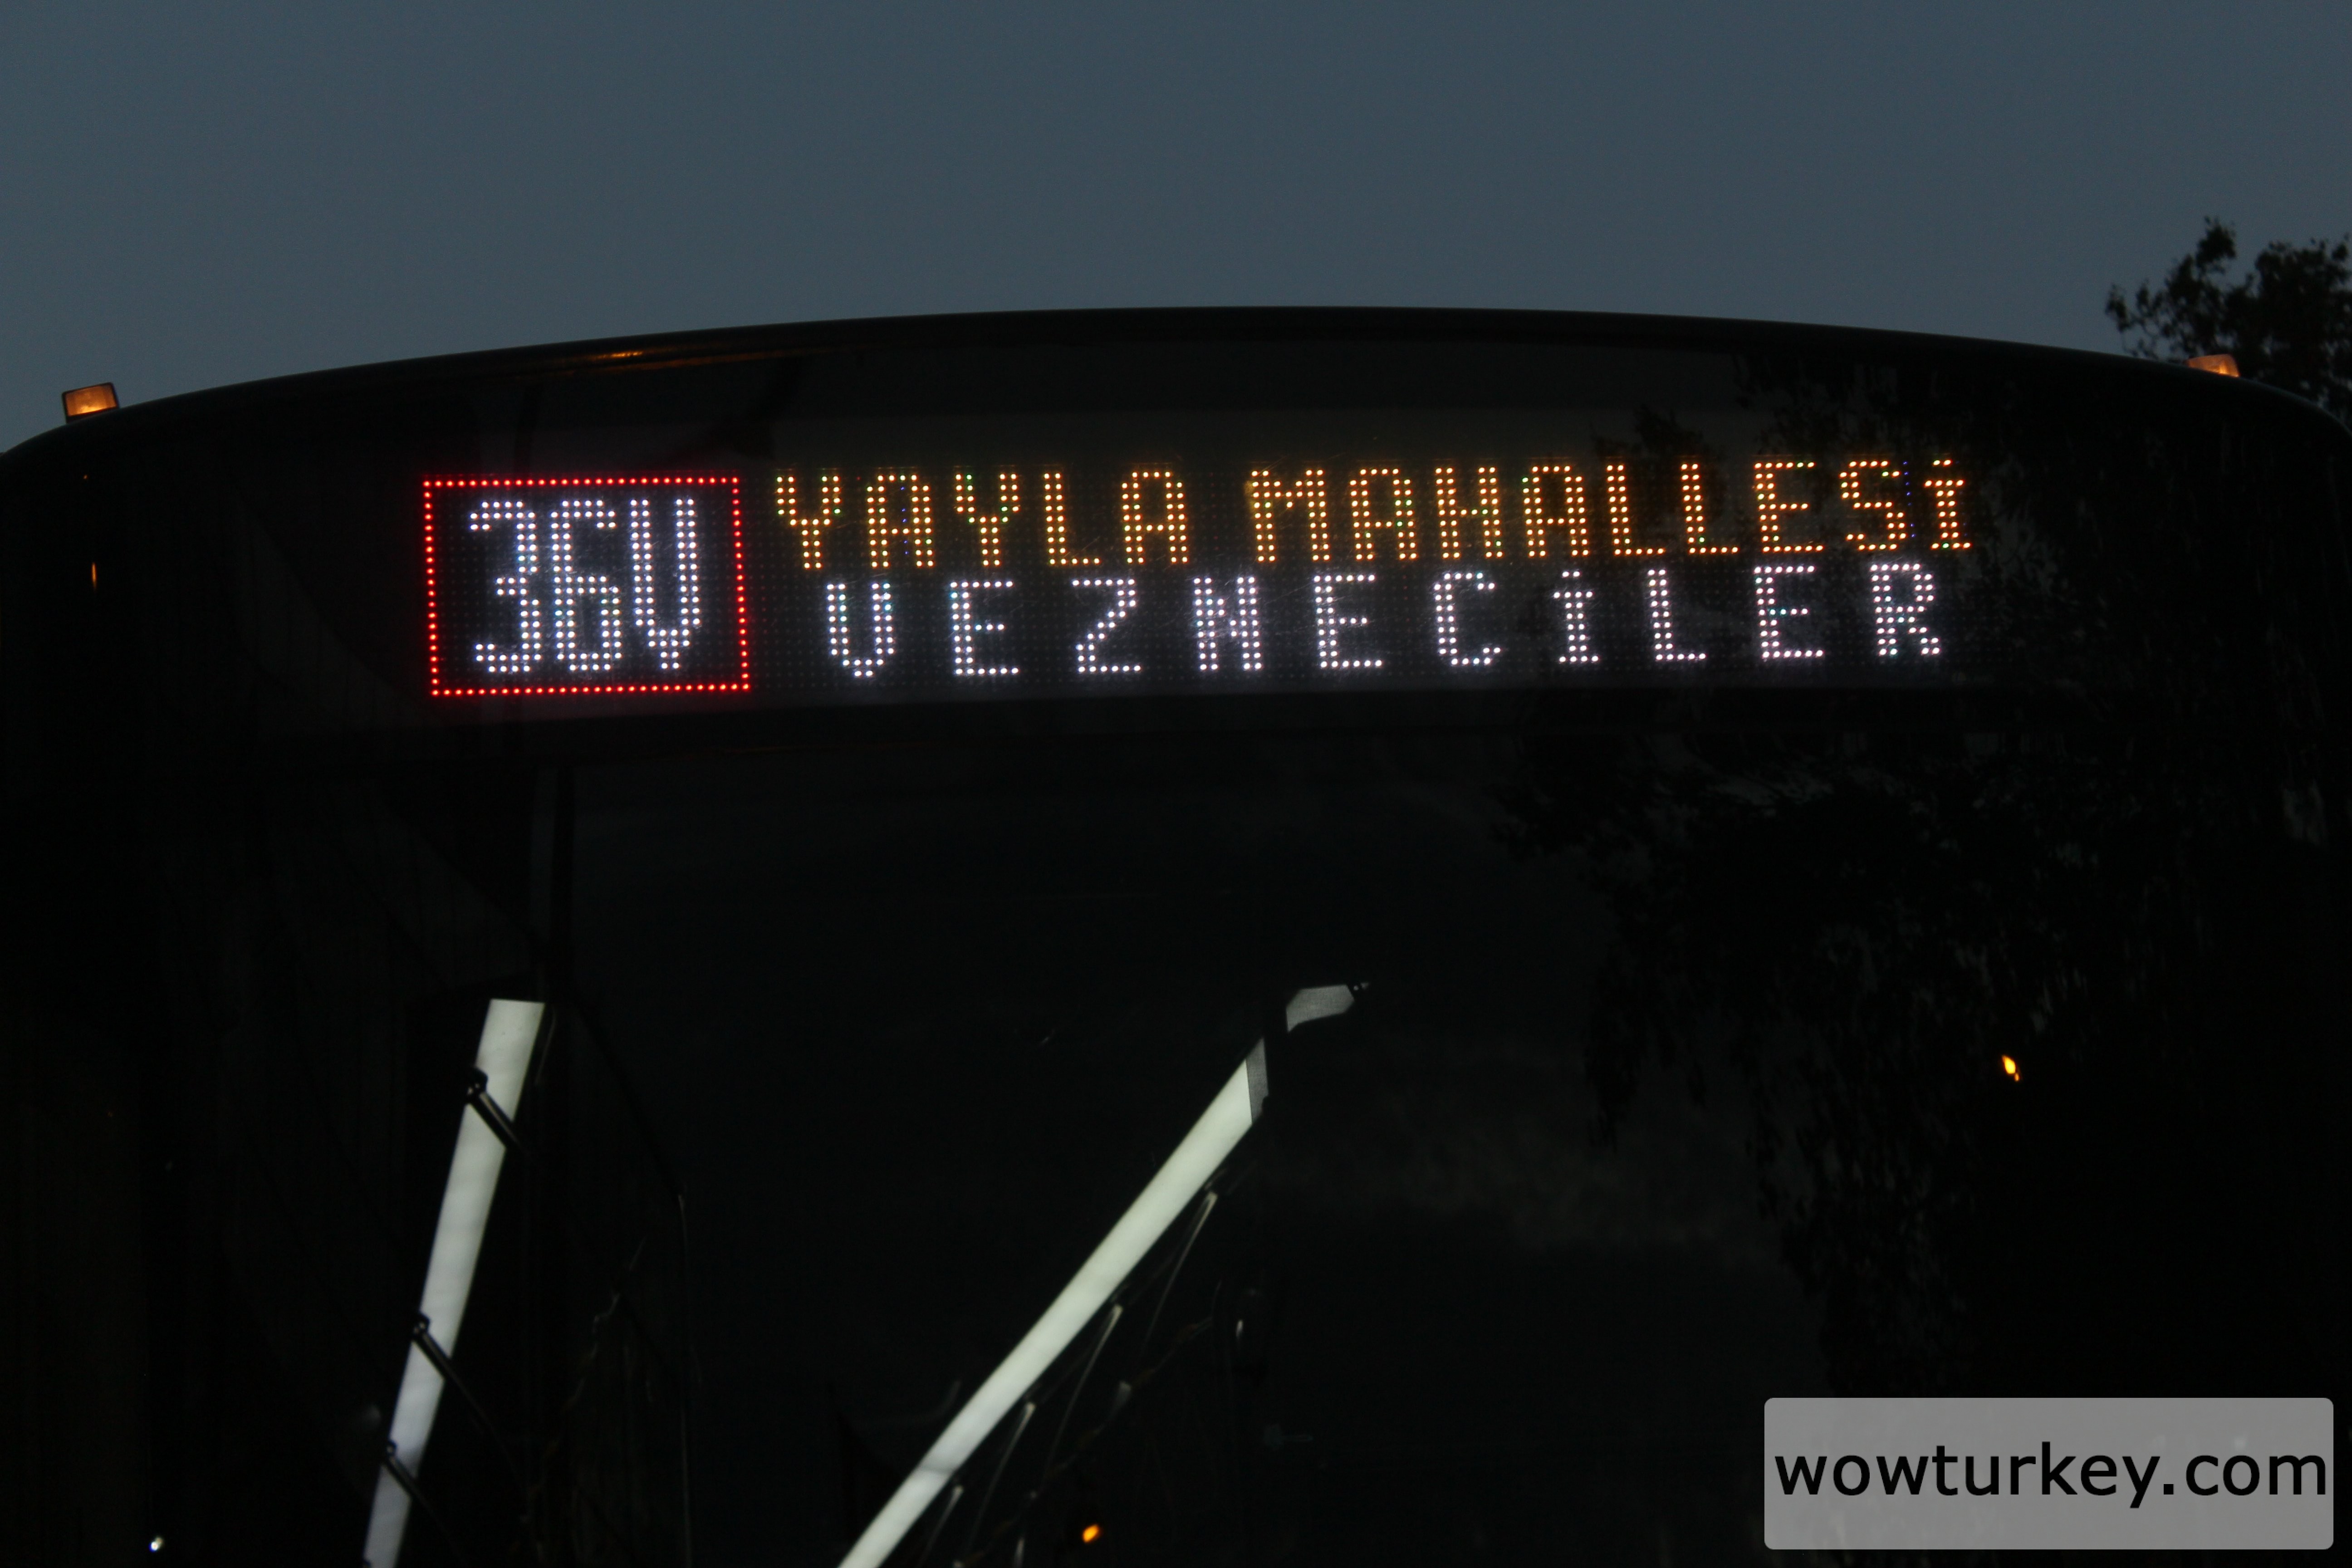 36V
YAYLA MAHALLESİ
VEZNECİLER
wowturkey.com